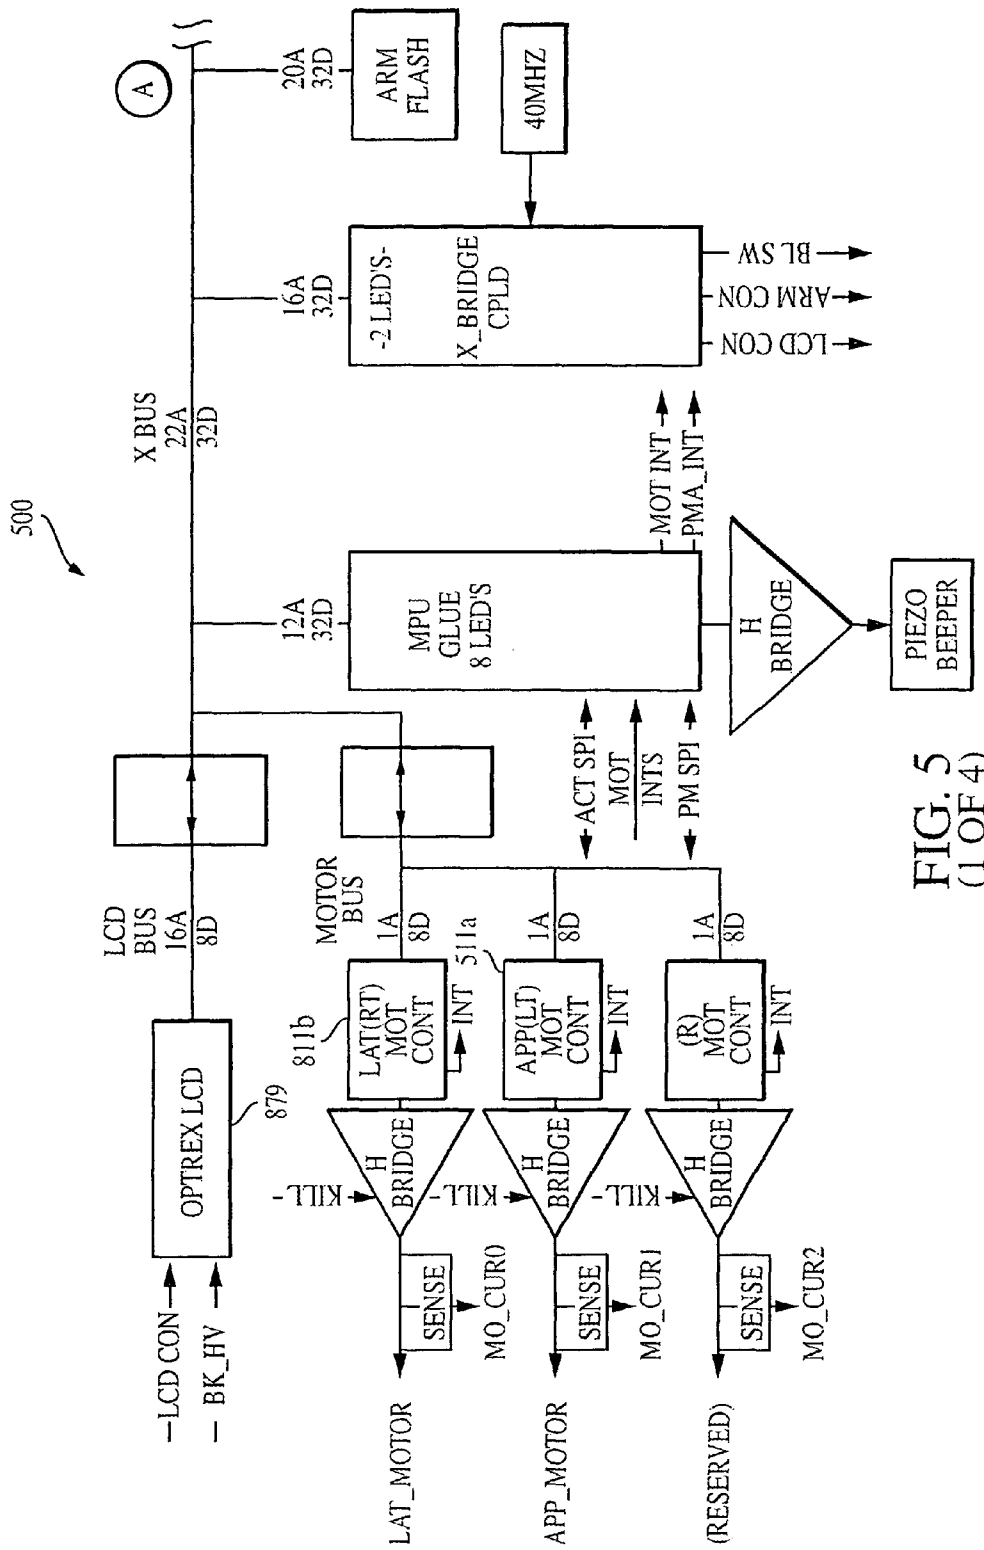 500
A
X BUS
22A
32D
LCD
BUS
16A
8D
OPTREX LCD
879
LCD CON
BK_HV
20A
32D
ARM
FLASH
40MHZ
16A
32D
-2 LED'S-
X_BRIDGE
CPLD
LCD CON
ARM CON
BL SW
12A
32D
MPU
GLUE
8 LED'S
MOT INT
PMA_INT
ACT SPI
MOT
INTS
PM SPI
H
BRIDGE
PIEZO
BEEPER
MOTOR
BUS
1A
8D
811b
LAT(RT)
MOT
CONT
INT
H
BRIDGE
-KILL
SENSE
MO_CUR0
LAT_MOTOR
1A
8D
511a
APP(LT)
MOT
CONT
INT
H
BRIDGE
-KILL-
SENSE
MO_CUR1
APP_MOTOR
1A
8D
(R)
MOT
CONT
INT
H
BRIDGE
KILL-
SENSE
MO_CUR2
(RESERVED)
FIG. 5
(1 OF 4)